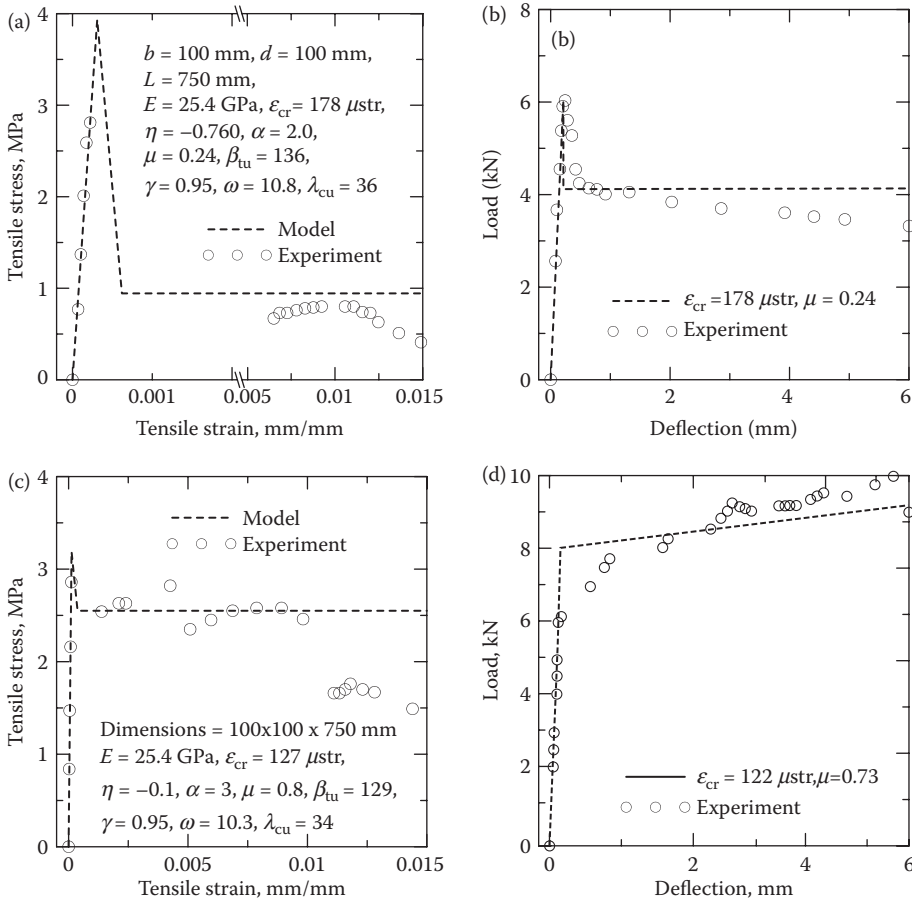 (a)
4
3
2
1
0
Tensile stress, MPa
b = 100 mm, d = 100 mm,
L = 750 mm,
E = 25.4 GPa, εcr= 178 μstr,
η = −0.760, α = 2.0,
μ = 0.24, βtu = 136,
γ = 0.95, ω = 10.8, λcu = 36
Model
Experiment
0 0.001 0.005 0.01 0.015
Tensile strain, mm/mm
(b)
8
6
4
2
0
Load (kN)
(b)
εcr =178 μstr, μ = 0.24
Experiment
0 2 4 6
Deflection (mm)
(c)
4
3
2
1
0
Tensile stress, MPa
Model
Experiment
Dimensions = 100x100 x 750 mm
E = 25.4 GPa, εcr = 127 μstr,
η = −0.1, α = 3, μ = 0.8, βtu = 129,
γ = 0.95, ω = 10.3, λcu = 34
0 0.005 0.01 0.015
Tensile strain, mm/mm
(d)
10
8
6
4
2
0
Load, kN
εcr = 122 μstr,μ=0.73
Experiment
0 2 4 6
Deflection, mm